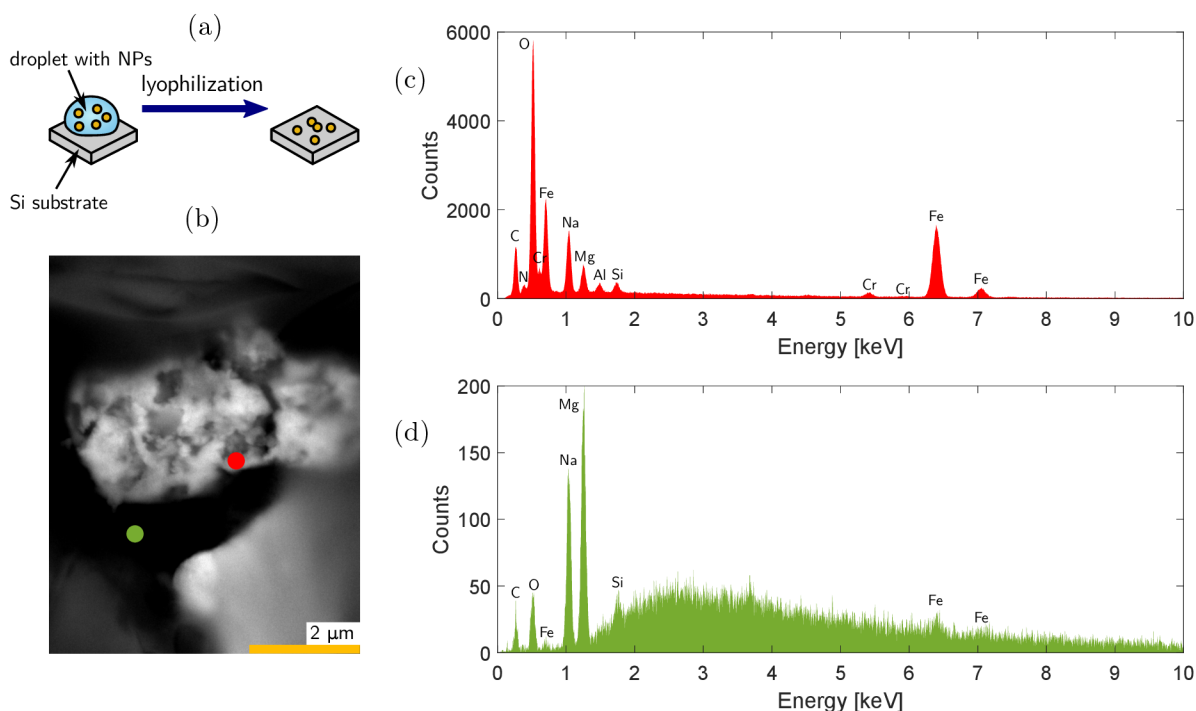 (a)
droplet with NPs
lyophilization
Si substrate
(b)
2 μm
(c)
6000
4000
2000
0
Counts
O
Fe
C
N
Cr
Na
Mg
Al
Si
Cr
Cr
Fe
Fe
0 1 2 3 4 5 6 7 8 9 10
Energy [keV]
(d)
200
150
100
50
0
Counts
Mg
Na
C
O
Fe
Si
Fe
Fe
0 1 2 3 4 5 6 7 8 9 10
Energy [keV]